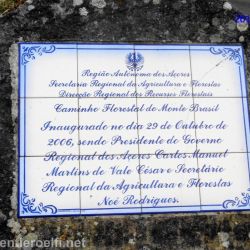 Região Autónoma dos Açores
Secretaria Regional da Agricultura e Florestas
Direcção Regional dos Recursos Florestais
Caminho Florestal do Monte Brasil
Inaugurado no dia 29 de Outubro de
2006, sendo Presidente do Governo
Regional dos Açores Carlos Manuel
Martins do Vale César e Secretário
Regional da Agricultura e Florestas
Noé Rodrigues.
enderoelfi.net